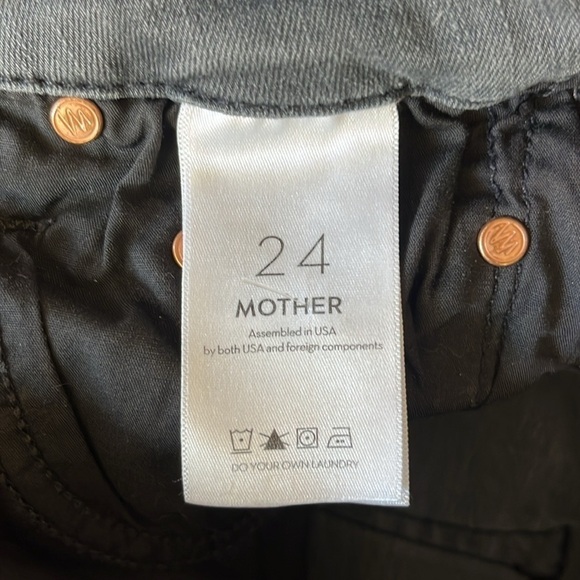 24
MOTHER
Assembled in USA
by both USA and foreign components
DO YOUR OWN LAUNDRY